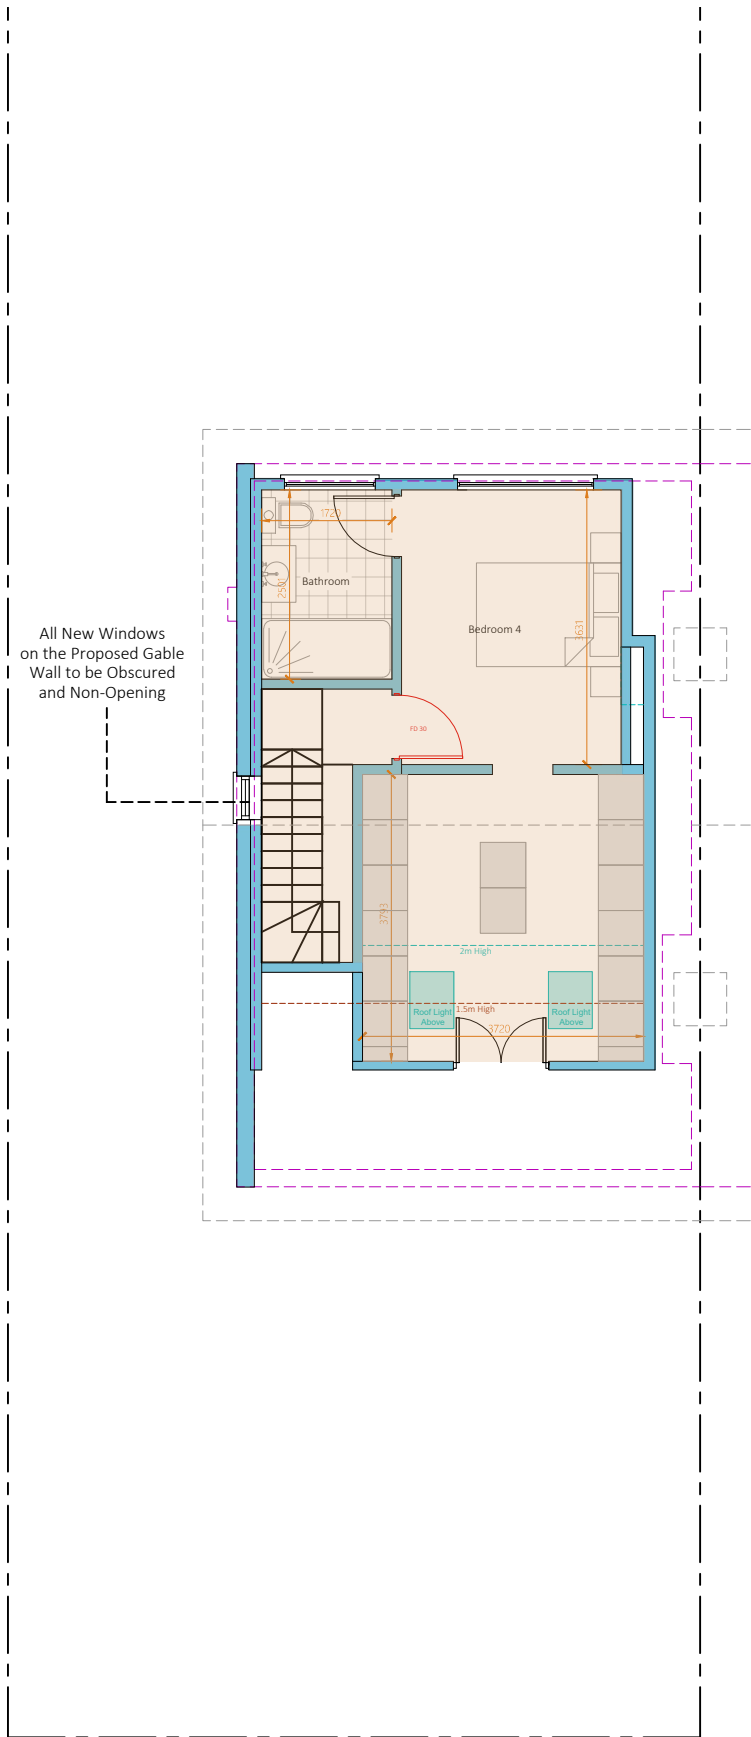 1720
Bathroom
2501
Bedroom 4
3631
All New Windows
on the Proposed Gable
Wall to be Obscured
and Non-Opening
FD 30
3793
2m High
1.5m High
Roof Light
Above
Roof Light
Above
3720